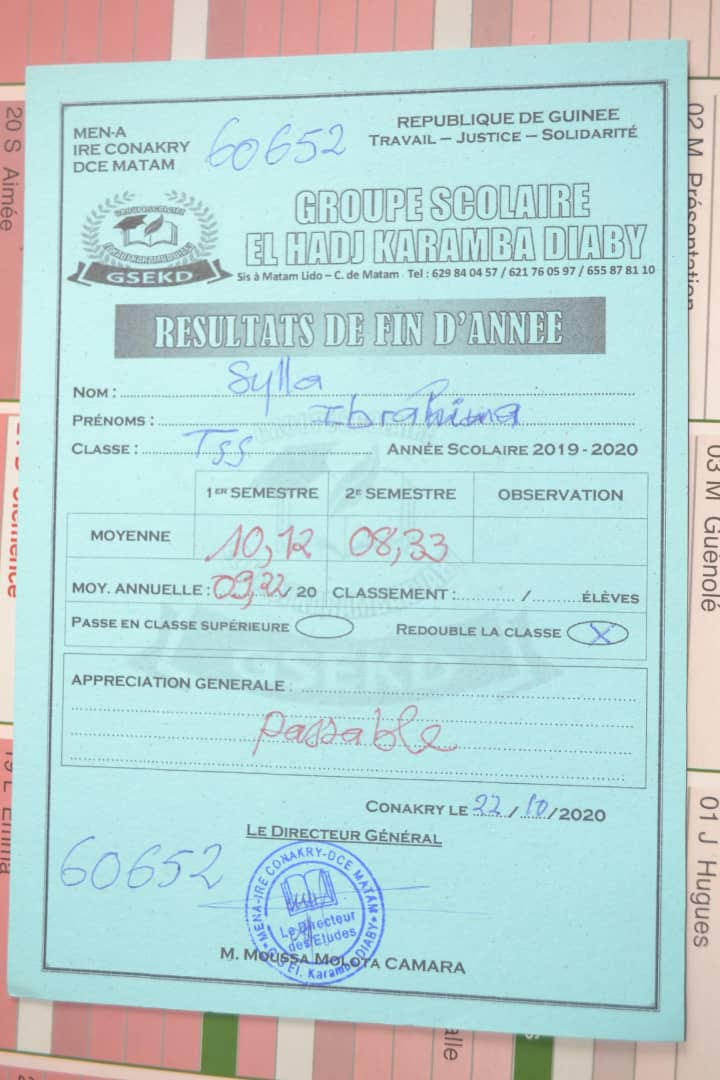 MEN-A
IRE CONAKRY
DCE MATAM
60652
REPUBLIQUE DE GUINEE
TRAVAIL – JUSTICE – SOLIDARITÉ
GROUPE SCOLAIRE
EL HADJ KARAMBA DIABY
GSEKD
Sis à Matam Lido – C. de Matam Tel : 629 84 04 57 / 621 76 05 97 / 655 87 81 10
RESULTATS DE FIN D'ANNEE
NOM : Sylla
PRÉNOMS : Ibrahima
CLASSE : TSS ANNÉE SCOLAIRE 2019 - 2020
1ER SEMESTRE 2E SEMESTRE OBSERVATION
MOYENNE 10,12 08,33
MOY. ANNUELLE : 09,22 / 20 CLASSEMENT : ............ / ............ÉLÈVES
PASSE EN CLASSE SUPÉRIEURE REDOUBLE LA CLASSE X
APPRECIATION GENERALE :
passable
CONAKRY LE 22 / 10 / 2020
LE DIRECTEUR GÉNÉRAL
60652
MENA-IRE CONAKRY-DCE MATAM
Le Directeur
des Etudes
El. Karamba DIABY
M. MOUSSA MOLOTA CAMARA
20 S Aimée
02 M Présentation
03 M Guénolé
01 J Hugues